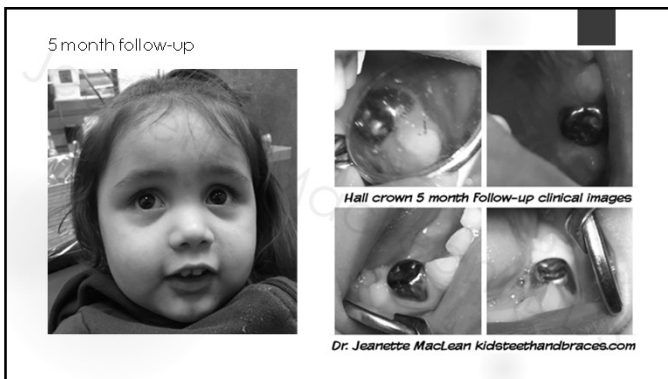 5 month follow-up
Hall crown 5 month Follow-up clinical images
Dr. Jeanette MacLean kidsteethandbraces.com